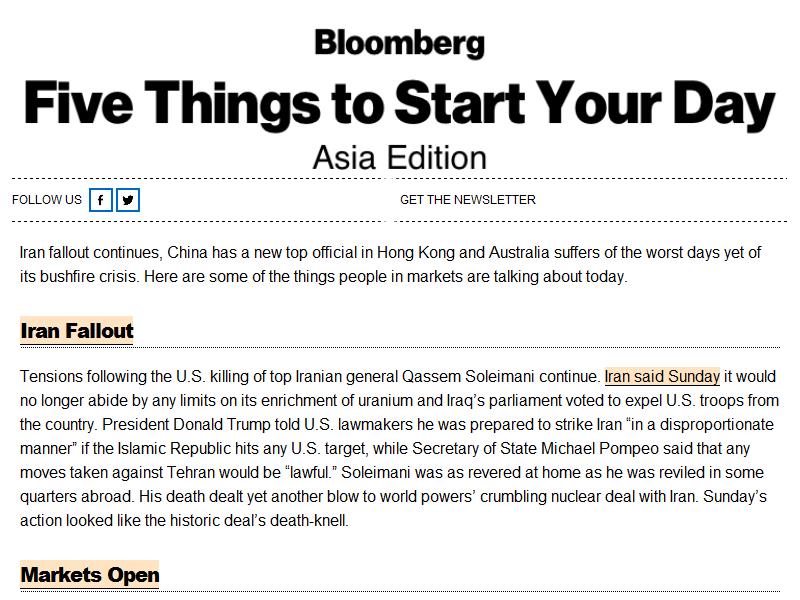 Bloomberg
Five Things to Start Your Day
Asia Edition
FOLLOW US
GET THE NEWSLETTER
Iran fallout continues, China has a new top official in Hong Kong and Australia suffers of the worst days yet of
its bushfire crisis. Here are some of the things people in markets are talking about today.
Iran Fallout
Tensions following the U.S. killing of top Iranian general Qassem Soleimani continue. Iran said Sunday it would
no longer abide by any limits on its enrichment of uranium and Iraq’s parliament voted to expel U.S. troops from
the country. President Donald Trump told U.S. lawmakers he was prepared to strike Iran “in a disproportionate
manner” if the Islamic Republic hits any U.S. target, while Secretary of State Michael Pompeo said that any
moves taken against Tehran would be “lawful.” Soleimani was as revered at home as he was reviled in some
quarters abroad. His death dealt yet another blow to world powers’ crumbling nuclear deal with Iran. Sunday’s
action looked like the historic deal’s death-knell.
Markets Open